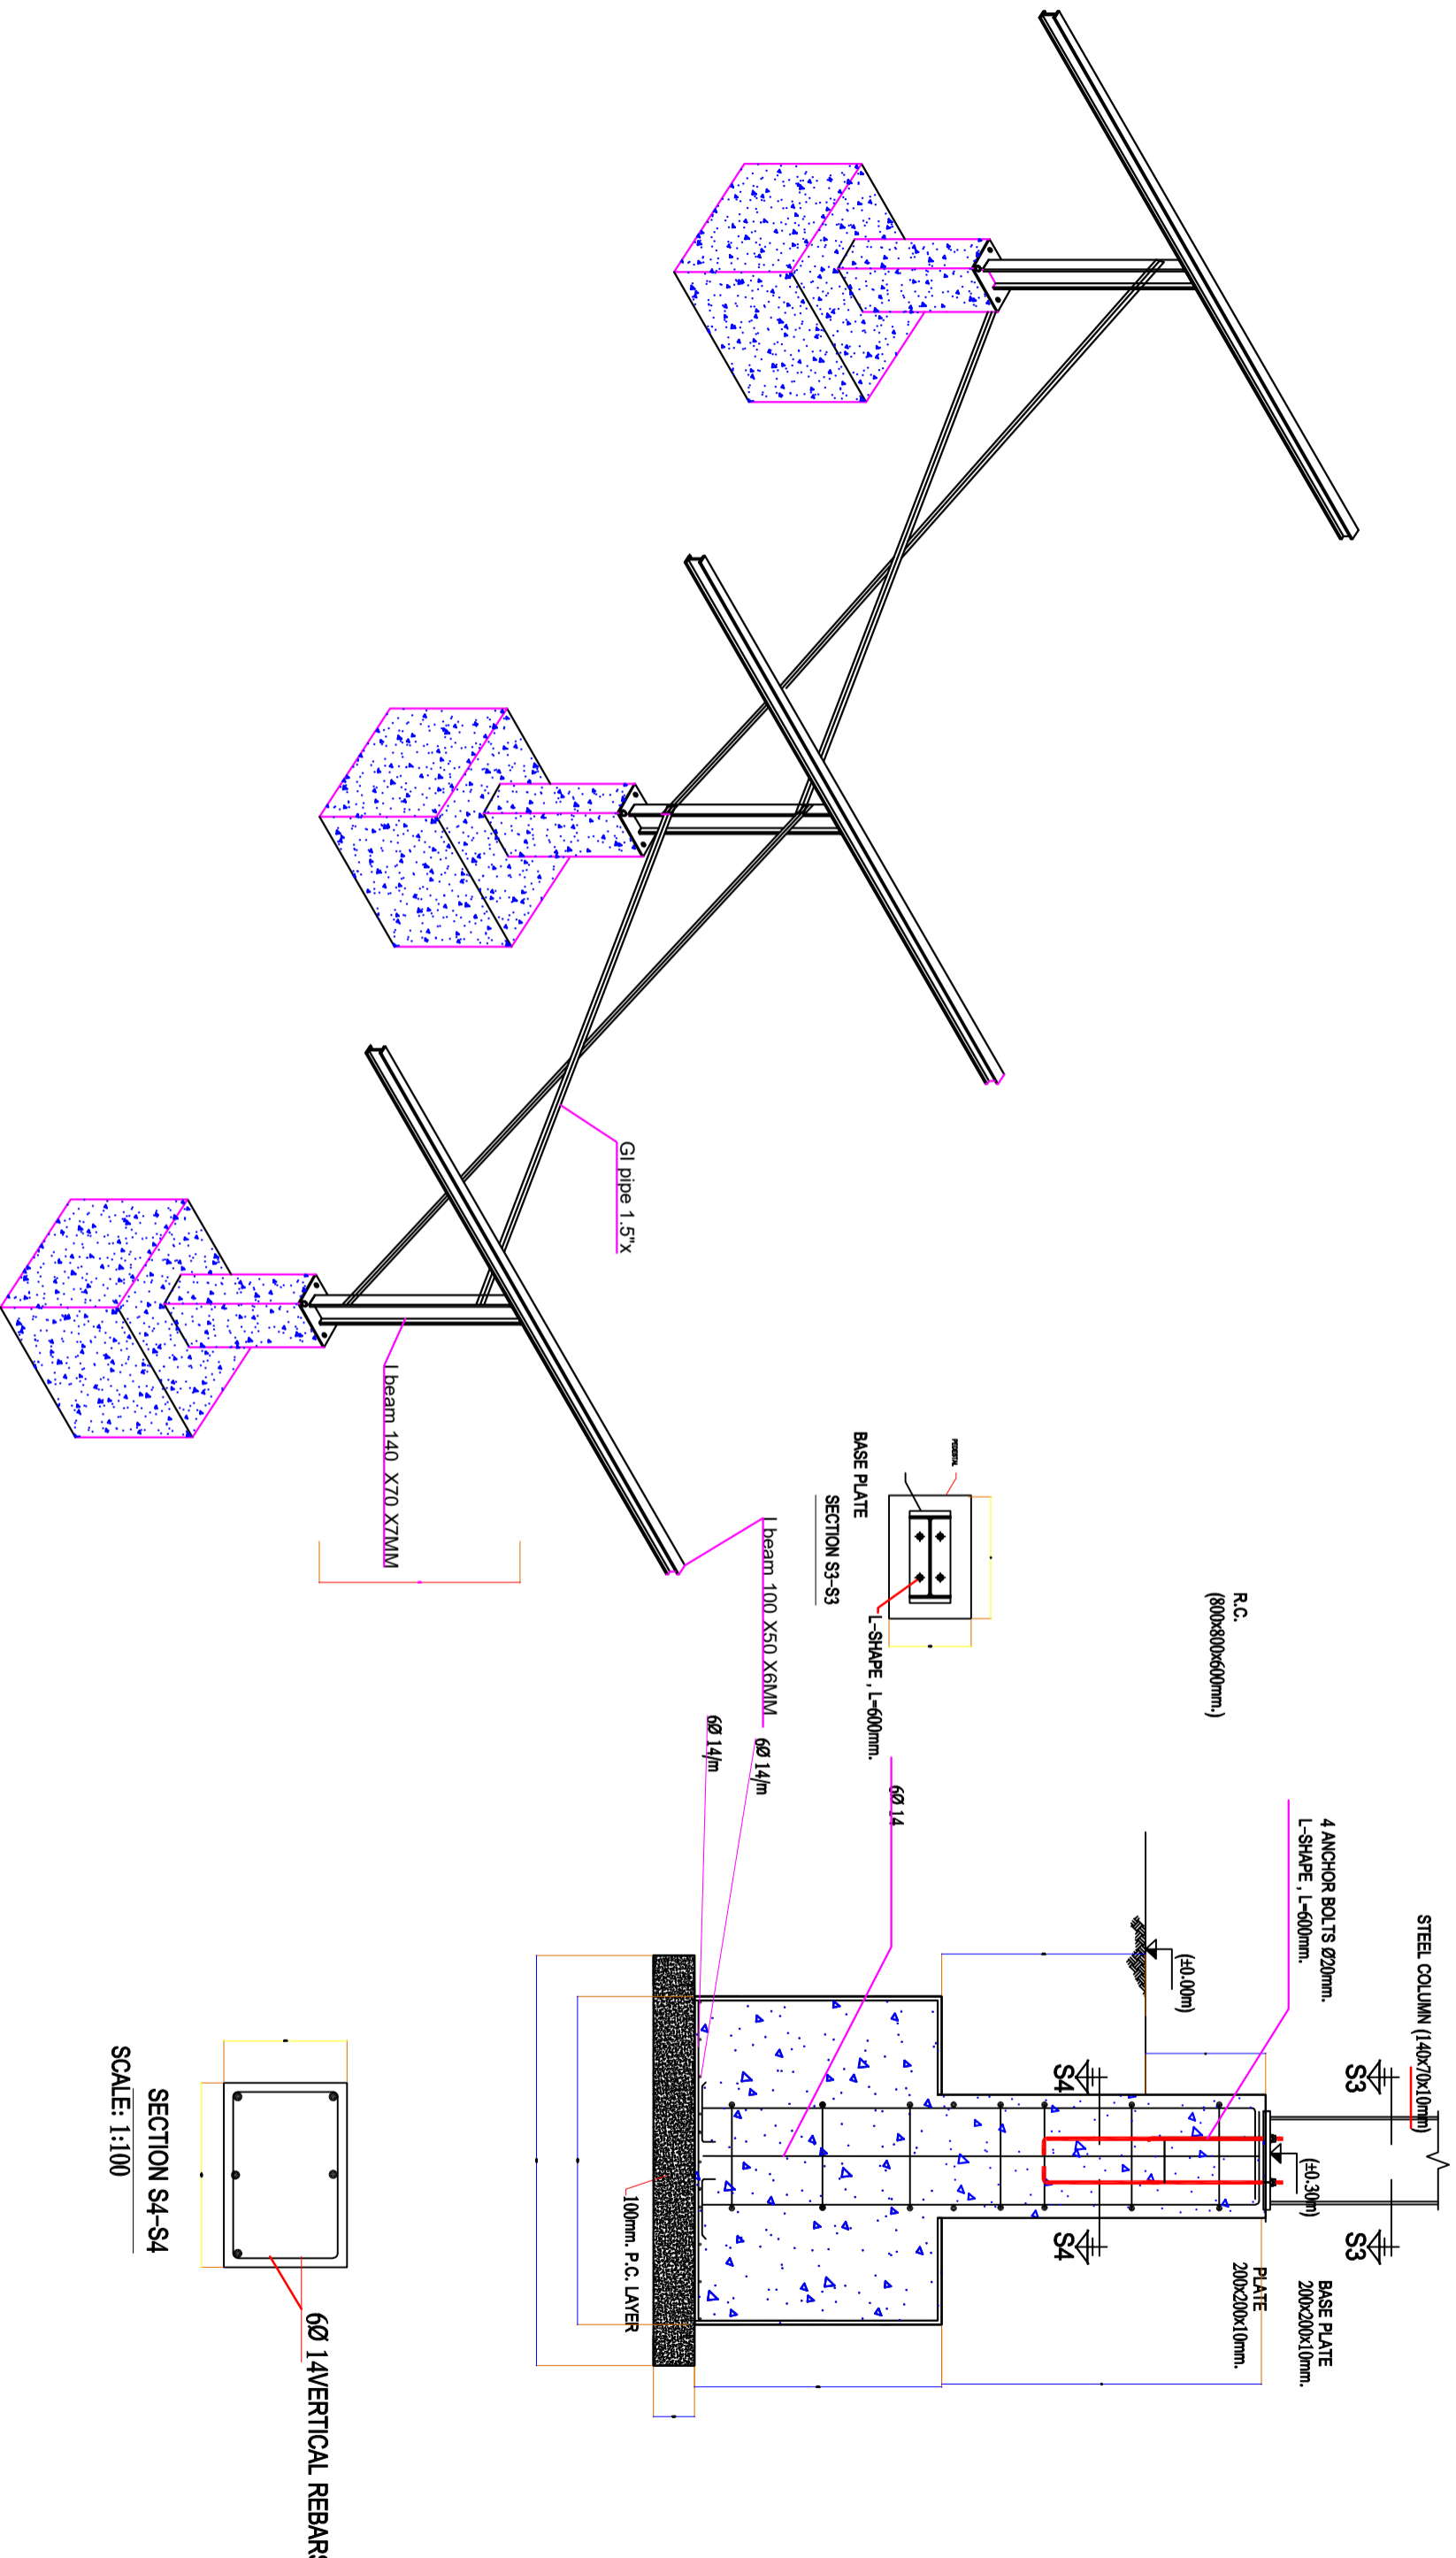 STEEL COLUMN (140x70x10mm)
4 ANCHOR BOLTS Ø20mm.
L-SHAPE , L=600mm.
R.C.
(800x800x600mm.)
S3
S3
(±0.30m)
BASE PLATE
200x200x10mm.
PLATE
200x200x10mm.
(±0.00m)
S4
S4
PEDESTAL
L-SHAPE , L=600mm.
BASE PLATE
SECTION S3-S3
6Ø 14
6Ø 14/m
6Ø 14/m
100mm. P.C. LAYER
I beam 100 X50 X6MM
GI pipe 1.5"x
I beam 140 X70 X7MM
6Ø 14VERTICAL REBARS
SECTION S4-S4
SCALE: 1:100